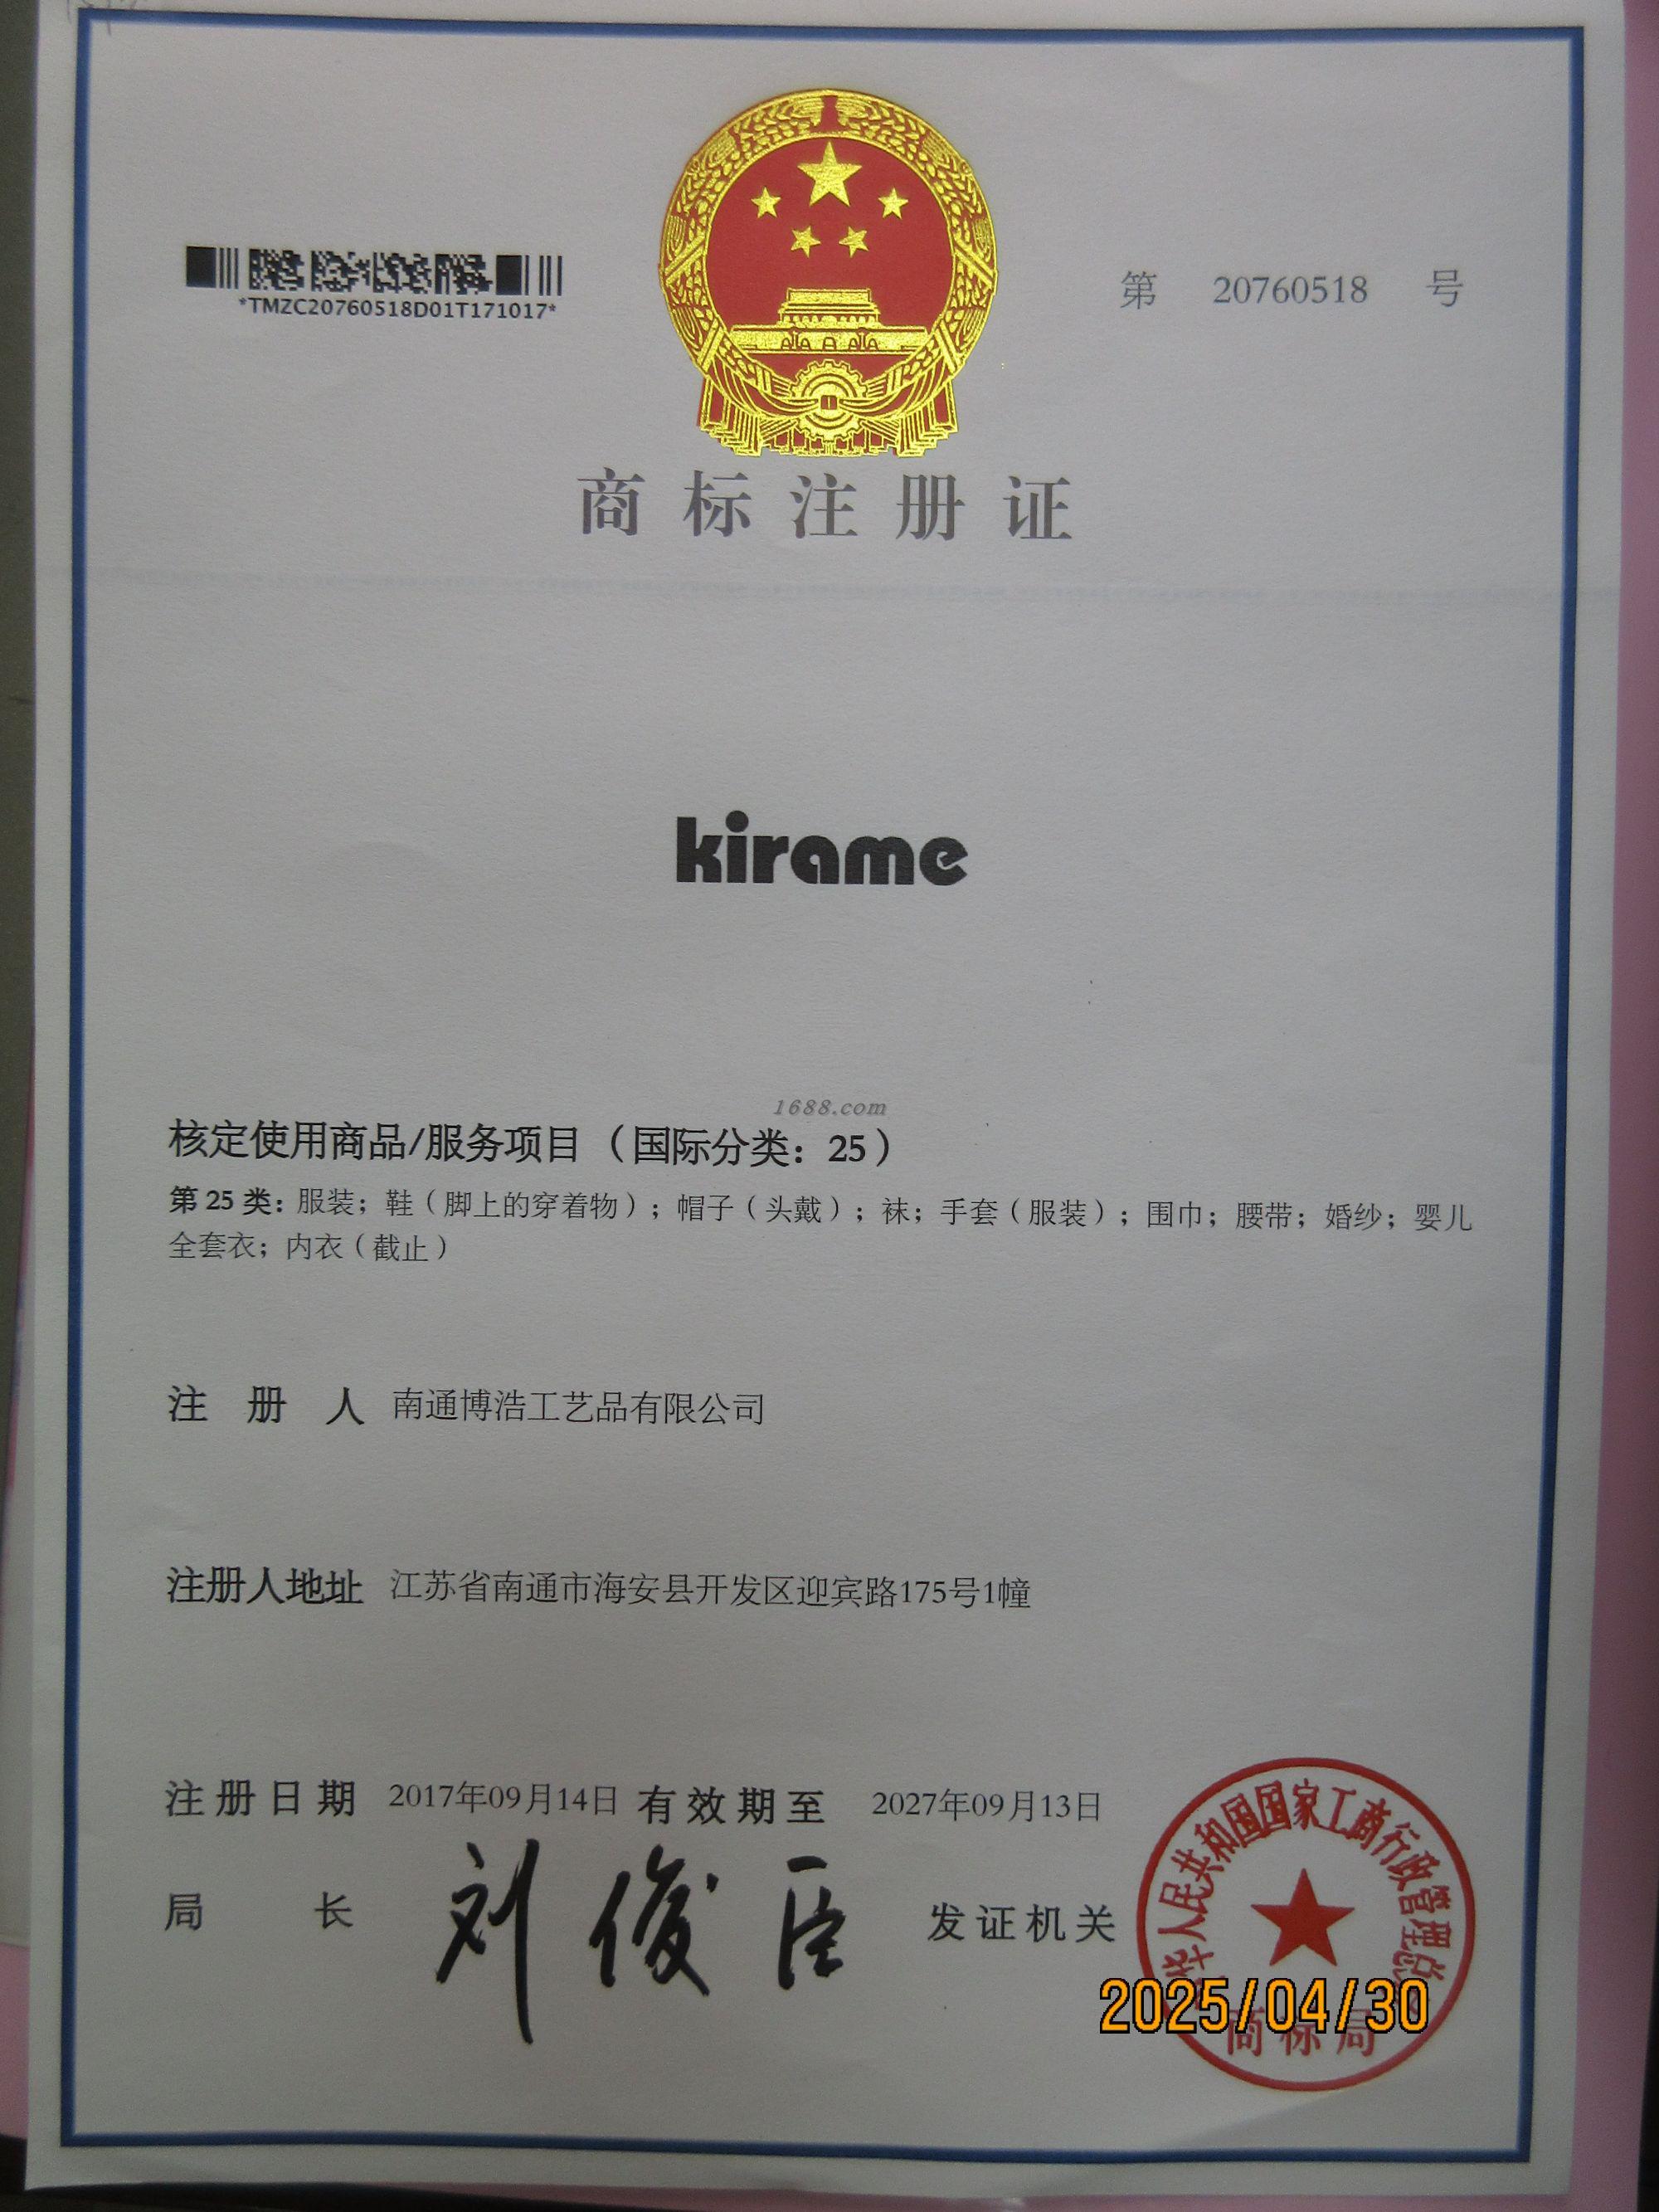 *TMZC20760518D01T171017*
第 20760518 号
商标注册证
kirame
1688.com
核定使用商品/服务项目（国际分类：25）
第25类：服装；鞋（脚上的穿着物）；帽子（头戴）；袜；手套（服装）；围巾；腰带；婚纱；婴儿
全套衣；内衣（截止）
注册人 南通博浩工艺品有限公司
注册人地址 江苏省南通市海安县开发区迎宾路175号1幢
注册日期 2017年09月14日 有效期至 2027年09月13日
局长 刘俊臣 发证机关
中华人民共和国国家工商行政管理总局
商标局
2025/04/30